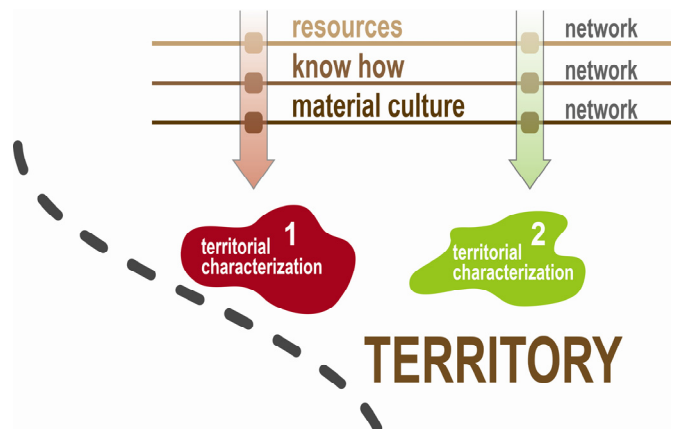 resources network
know how network
material culture network
territorial 1
characterization
territorial 2
characterization
TERRITORY